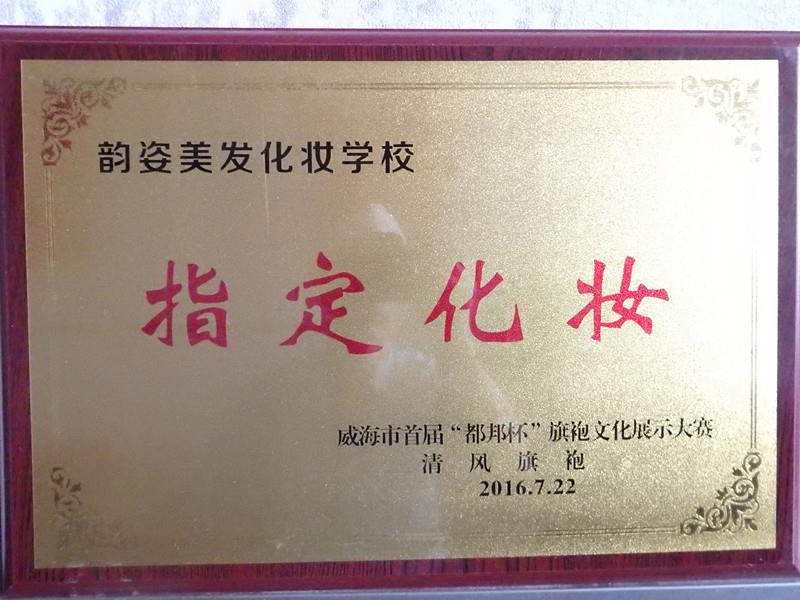 韵姿美发化妆学校
指定化妆
威海市首届“都邦杯”旗袍文化展示大赛
清风旗袍
2016.7.22